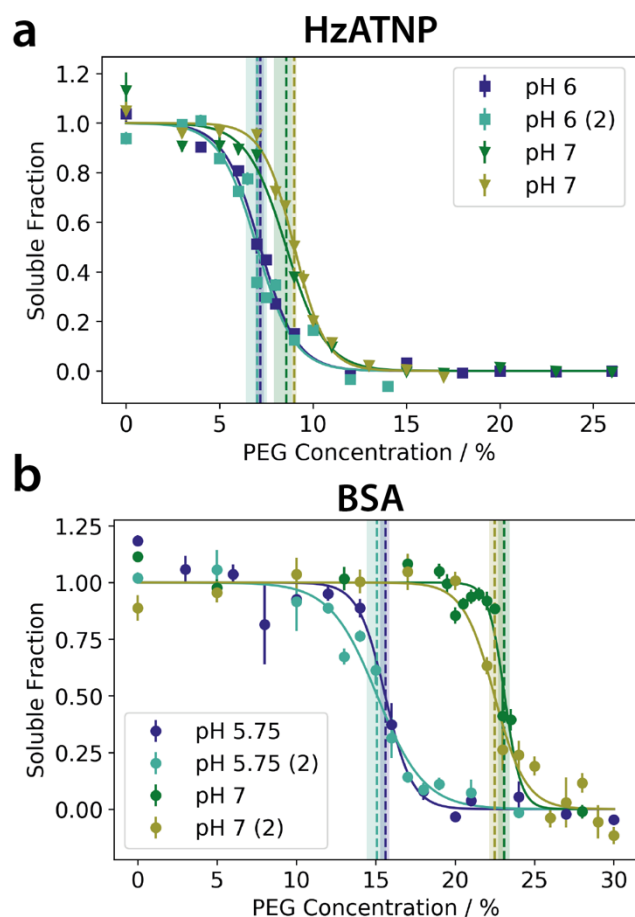 a
HzATNP
1.2
1.0
0.8
0.6
0.4
0.2
0.0
Soluble Fraction
pH 6
pH 6 (2)
pH 7
pH 7
0 5 10 15 20 25
PEG Concentration / %
b
BSA
1.25
1.00
0.75
0.50
0.25
0.00
Soluble Fraction
pH 5.75
pH 5.75 (2)
pH 7
pH 7 (2)
0 5 10 15 20 25 30
PEG Concentration / %